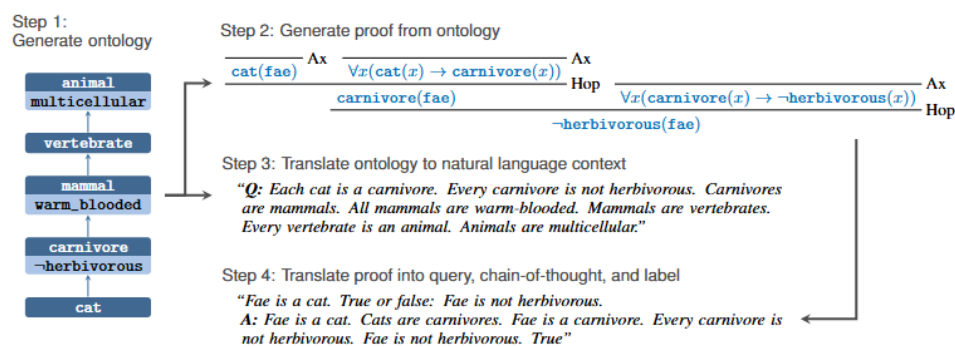 Step 1:
Generate ontology
animal
multicellular
vertebrate
mammal
warm_blooded
carnivore
¬herbivorous
cat
Step 2: Generate proof from ontology
Ax
Ax
cat(fae)
∀x(cat(x) → carnivore(x))
Hop
Ax
carnivore(fae)
∀x(carnivore(x) → ¬herbivorous(x))
Hop
¬herbivorous(fae)
Step 3: Translate ontology to natural language context
“Q: Each cat is a carnivore. Every carnivore is not herbivorous. Carnivores
are mammals. All mammals are warm-blooded. Mammals are vertebrates.
Every vertebrate is an animal. Animals are multicellular.”
Step 4: Translate proof into query, chain-of-thought, and label
“Fae is a cat. True or false: Fae is not herbivorous.
A: Fae is a cat. Cats are carnivores. Fae is a carnivore. Every carnivore is
not herbivorous. Fae is not herbivorous. True”